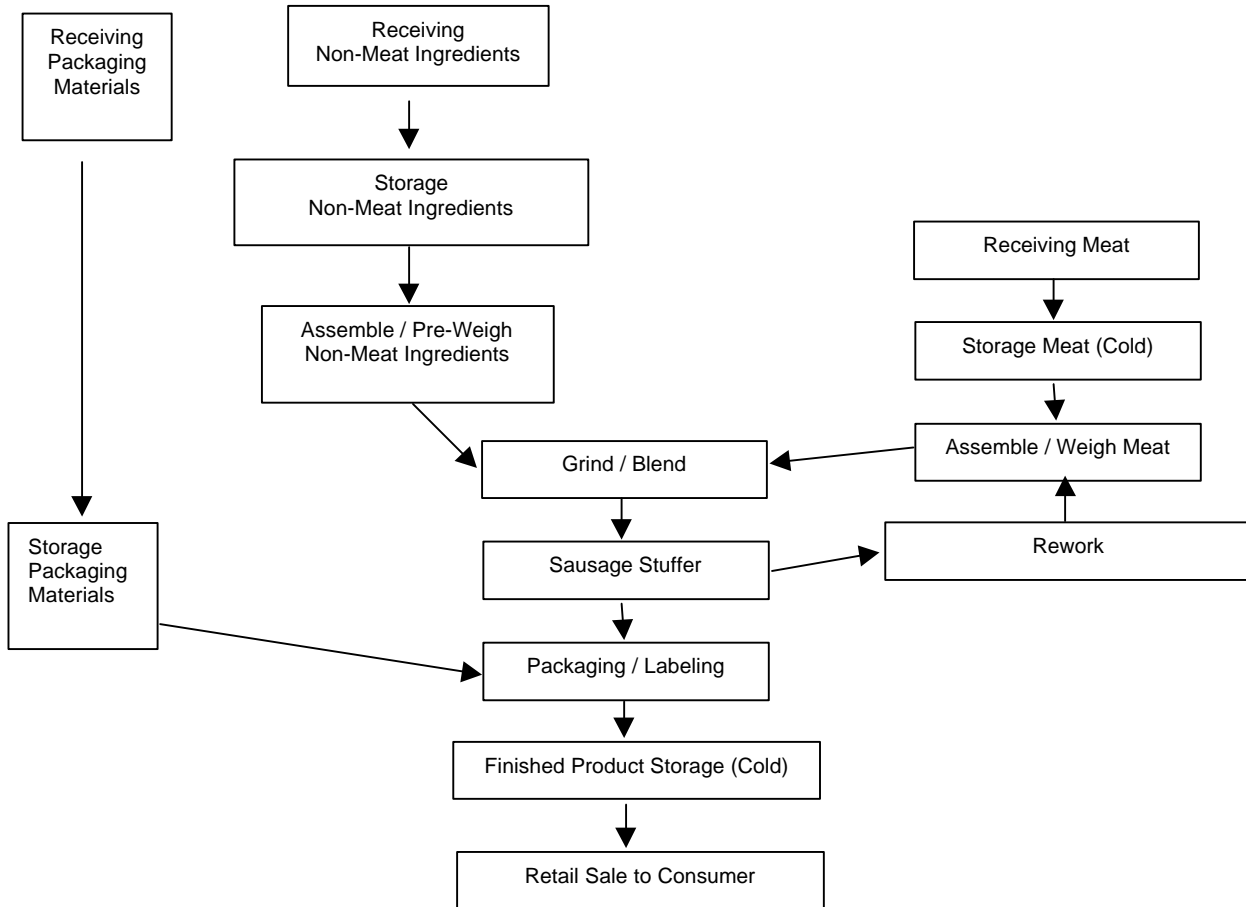 Receiving
Packaging
Materials
Receiving
Non-Meat Ingredients
Storage
Non-Meat Ingredients
Receiving Meat
Assemble / Pre-Weigh
Non-Meat Ingredients
Storage Meat (Cold)
Grind / Blend
Assemble / Weigh Meat
Storage
Packaging
Materials
Sausage Stuffer
Rework
Packaging / Labeling
Finished Product Storage (Cold)
Retail Sale to Consumer